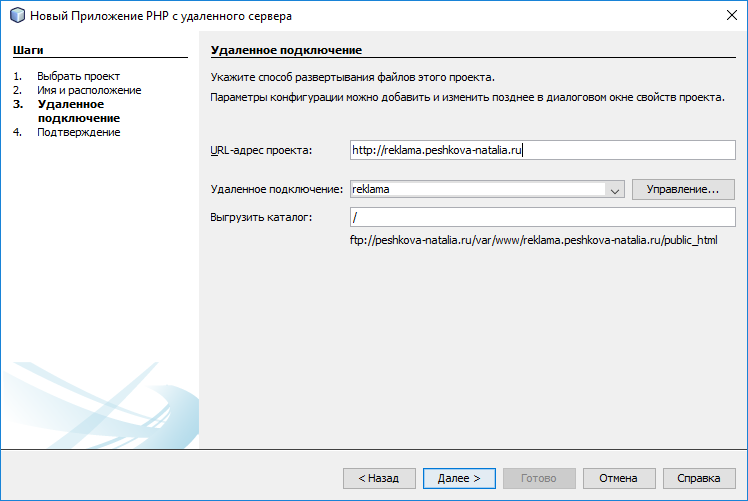 Новый Приложение PHP с удаленного сервера
Шаги
1. Выбрать проект
2. Имя и расположение
3. Удаленное
подключение
4. Подтверждение
Удаленное подключение
Укажите способ развертывания файлов этого проекта.
Параметры конфигурации можно добавить и изменить позднее в диалоговом окне свойств проекта.
URL-адрес проекта: http://reklama.peshkova-natalia.ru
Удаленное подключение: reklama Управление...
Выгрузить каталог: /
ftp://peshkova-natalia.ru/var/www/reklama.peshkova-natalia.ru/public_html
< Назад Далее > Готово Отмена Справка